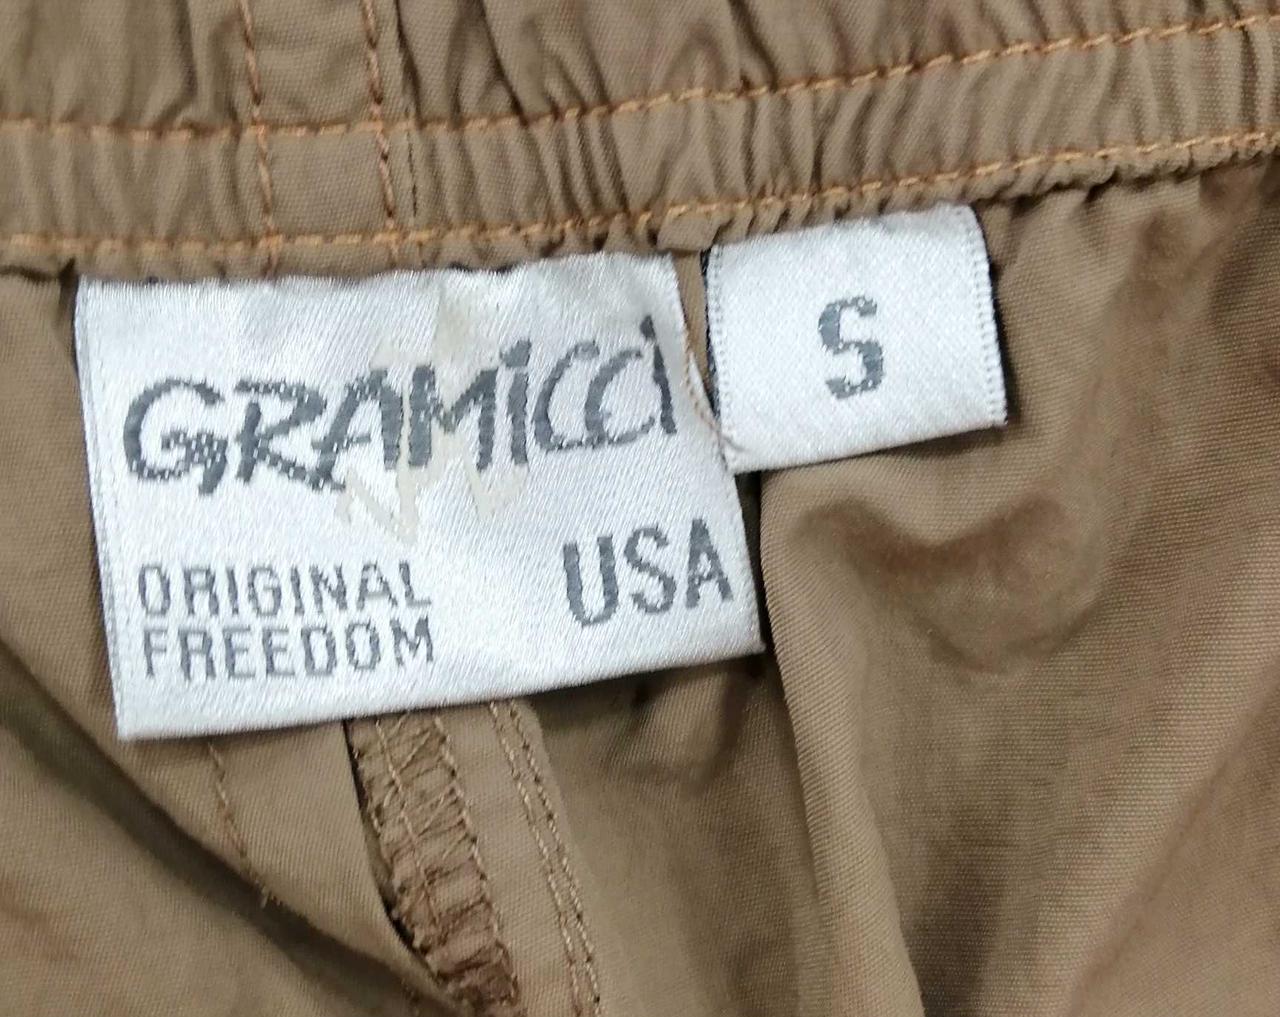 GRAMiCCi
ORIGINAL
FREEDOM
USA
S